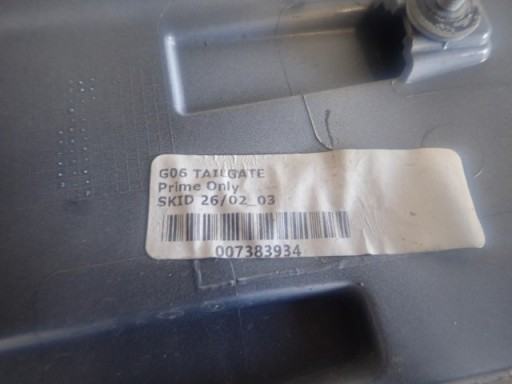 G06 TAILGATE
Prime Only
SKID 26/02_03
007383934